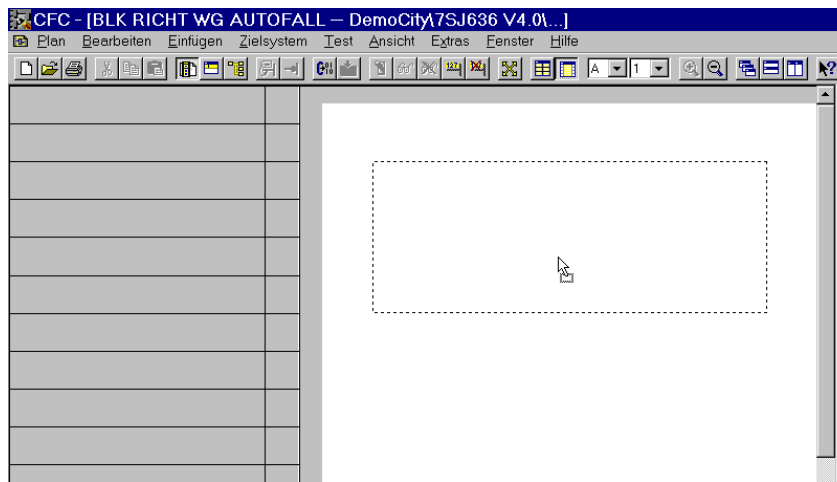 CFC - [BLK RICHT WG AUTOFALL -- DemoCity\7SJ636 V4.0\...]
Plan Bearbeiten Einfügen Zielsystem Test Ansicht Extras Fenster Hilfe
A 1